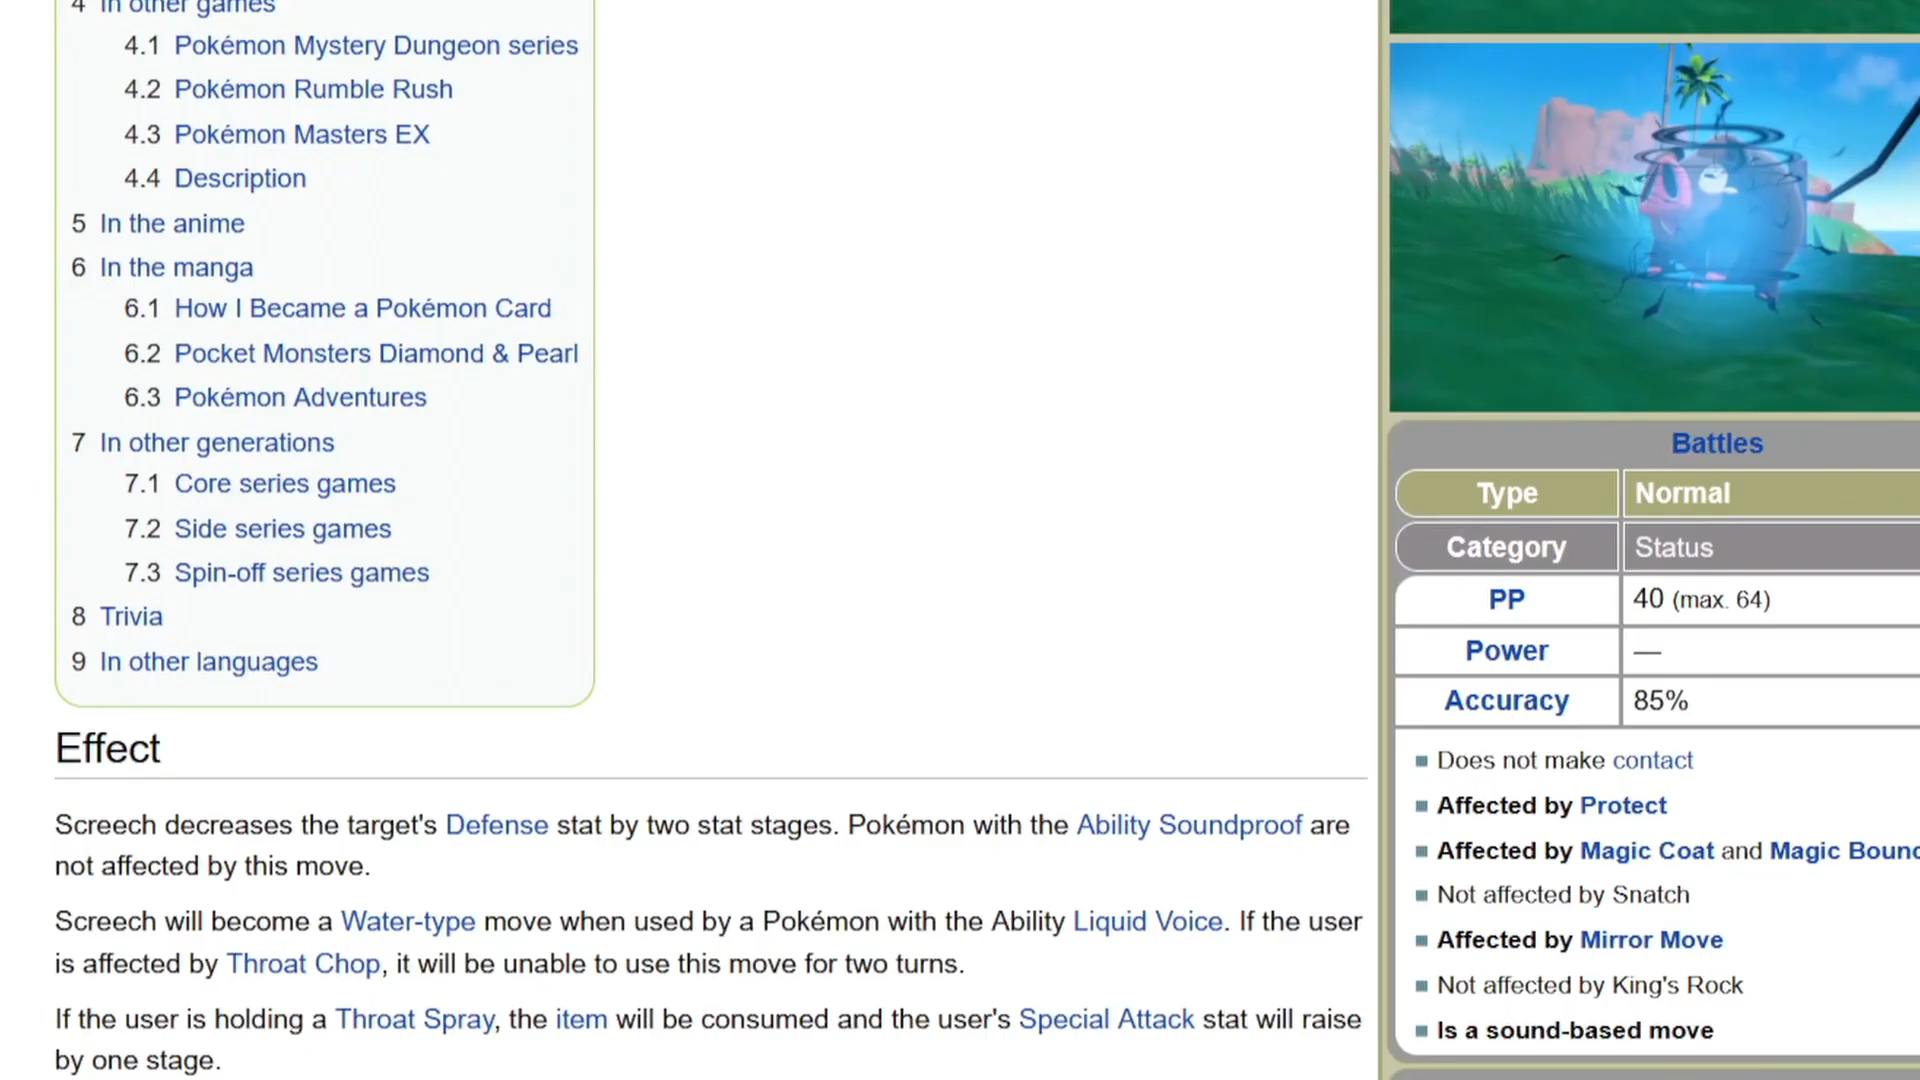 4 In other games
4.1 Pokémon Mystery Dungeon series
4.2 Pokémon Rumble Rush
4.3 Pokémon Masters EX
4.4 Description
5 In the anime
6 In the manga
6.1 How I Became a Pokémon Card
6.2 Pocket Monsters Diamond & Pearl
6.3 Pokémon Adventures
7 In other generations
7.1 Core series games
7.2 Side series games
7.3 Spin-off series games
8 Trivia
9 In other languages
Effect
Screech decreases the target's Defense stat by two stat stages. Pokémon with the Ability Soundproof are
not affected by this move.
Screech will become a Water-type move when used by a Pokémon with the Ability Liquid Voice. If the user
is affected by Throat Chop, it will be unable to use this move for two turns.
If the user is holding a Throat Spray, the item will be consumed and the user's Special Attack stat will raise
by one stage.
Battles
Type Normal
Category Status
PP 40 (max. 64)
Power —
Accuracy 85%
Does not make contact
Affected by Protect
Affected by Magic Coat and Magic Bounc
Not affected by Snatch
Affected by Mirror Move
Not affected by King's Rock
Is a sound-based move